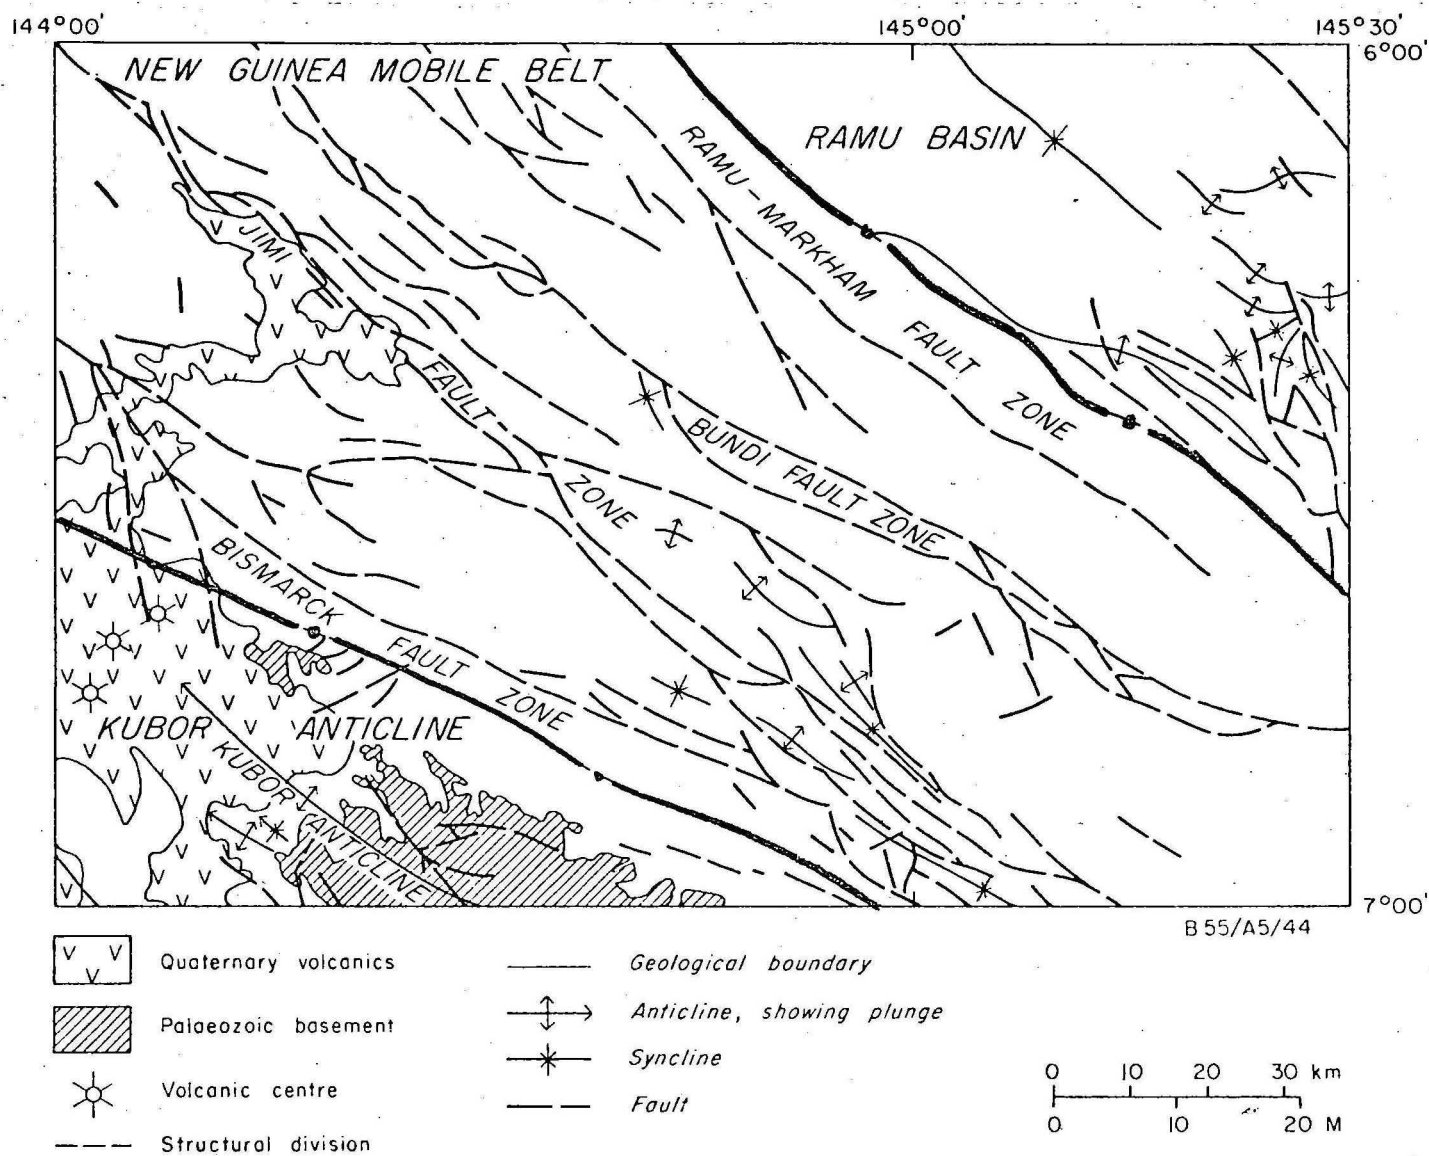 144°00' 145°00' 145°30'
6°00'
NEW GUINEA MOBILE BELT
RAMU BASIN
RAMU-MARKHAM FAULT ZONE
JIMI FAULT ZONE
BUNDI FAULT ZONE
BISMARCK FAULT ZONE
KUBOR ANTICLINE
KUBOR ANTICLINE
7°00'
B 55/A5/44
Quaternary volcanics
Palaeozoic basement
Volcanic centre
Structural division
Geological boundary
Anticline, showing plunge
Syncline
Fault
0 10 20 30 km
0 10 20 M